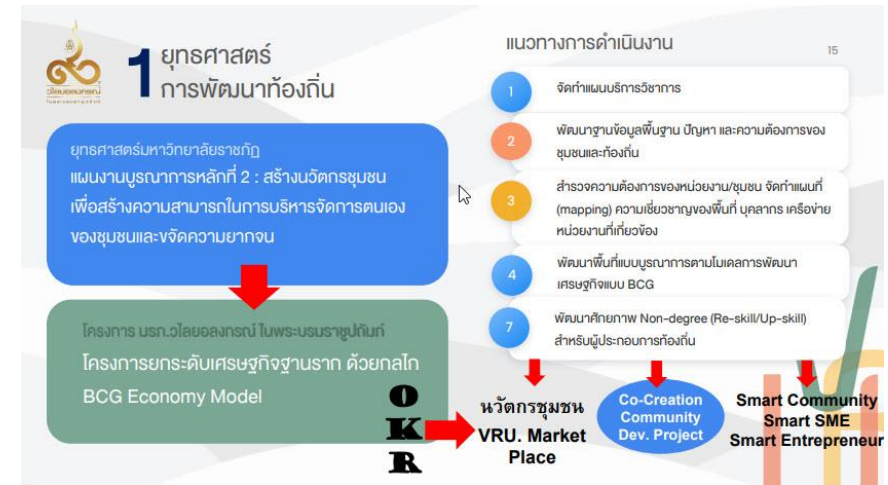 วไลยอลงกรณ์
1 ยุทธศาสตร์
การพัฒนาท้องถิ่น
ยุทธศาสตร์มหาวิทยาลัยราชภัฏ
แผนงานบูรณาการหลักที่ 2 : สร้างนวัตกรชุมชน
เพื่อสร้างความสามารถในการบริหารจัดการตนเอง
ของชุมชนและขจัดความยากจน
โครงการ มรภ.วไลยอลงกรณ์ ในพระบรมราชูปถัมภ์
โครงการยกระดับเศรษฐกิจฐานราก ด้วยกลไก
BCG Economy Model
O
K
R
แนวทางการดำเนินงาน
15
1
จัดทำแผนบริการวิชาการ
2
พัฒนาฐานข้อมูลพื้นฐาน ปัญหา และความต้องการของ
ชุมชนและท้องถิ่น
3
สำรวจความต้องการของหน่วยงาน/ชุมชน จัดทำแผนที่
(mapping) ความเชี่ยวชาญของพื้นที่ บุคลากร เครือข่าย
หน่วยงานที่เกี่ยวข้อง
4
พัฒนาพื้นที่แบบบูรณาการตามโมเดลการพัฒนา
เศรษฐกิจแบบ BCG
7
พัฒนาศักยภาพ Non-degree (Re-skill/Up-skill)
สำหรับผู้ประกอบการท้องถิ่น
นวัตกรชุมชน
VRU. Market
Place
Co-Creation
Community
Dev. Project
Smart Community
Smart SME
Smart Entrepreneur